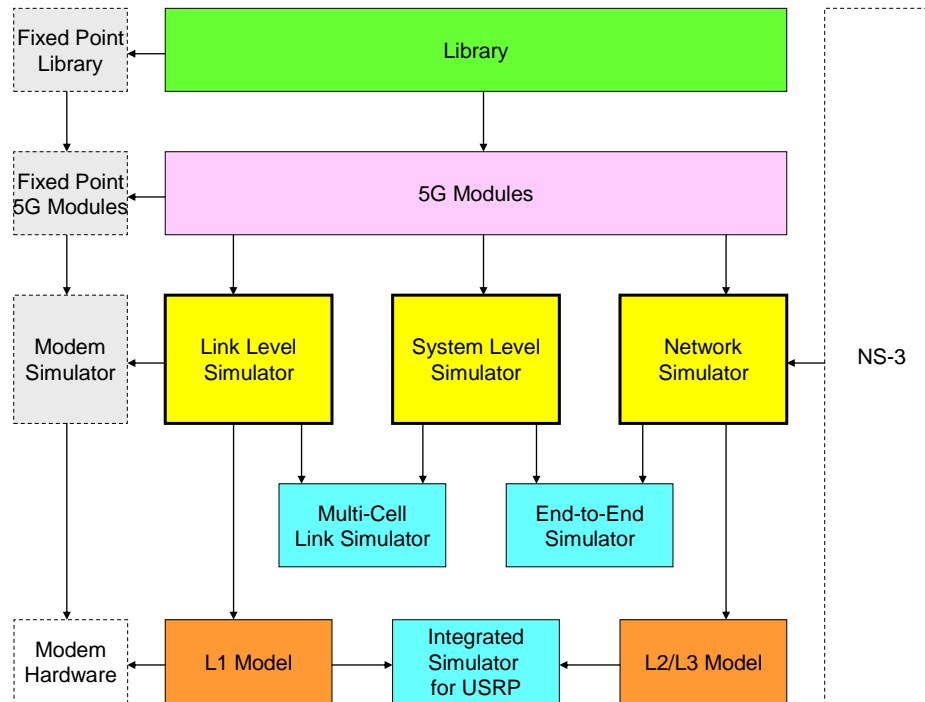 Fixed Point
Library
Library
Fixed Point
5G Modules
5G Modules
Modem
Simulator
Link Level
Simulator
System Level
Simulator
Network
Simulator
NS-3
Multi-Cell
Link Simulator
End-to-End
Simulator
Modem
Hardware
L1 Model
Integrated
Simulator
for USRP
L2/L3 Model